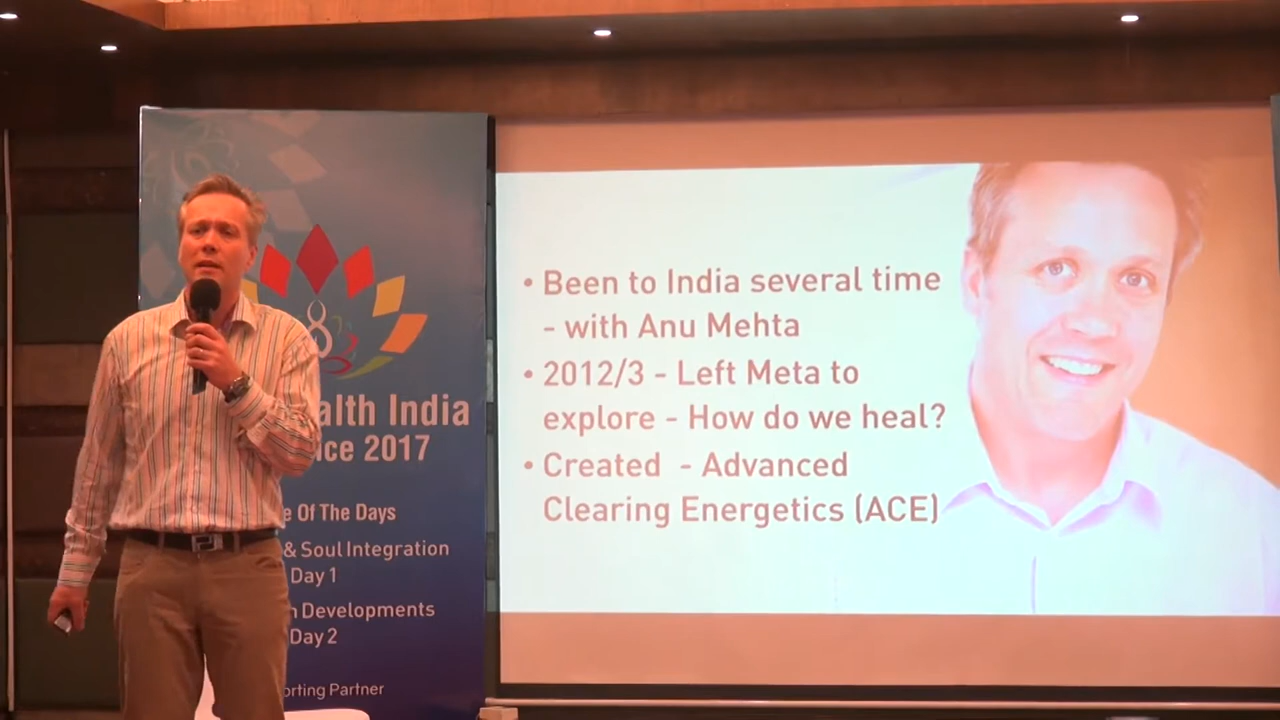 alth India
ce 2017
Of The Days
& Soul Integration
Day 1
Developments
Day 2
orting Partner
• Been to India several time
- with Anu Mehta
• 2012/3 - Left Meta to
explore - How do we heal?
• Created - Advanced
Clearing Energetics (ACE)